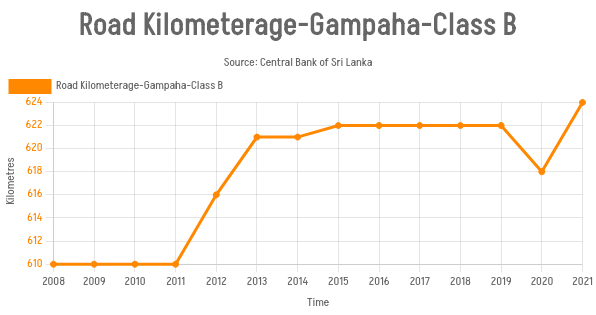 Road Kilometerage-Gampaha-Class B
Source: Central Bank of Sri Lanka
Road Kilometerage-Gampaha-Class B
624
622
620
618
616
614
612
610
Kilometres
2008 2009 2010 2011 2012 2013 2014 2015 2016 2017 2018 2019 2020 2021
Time